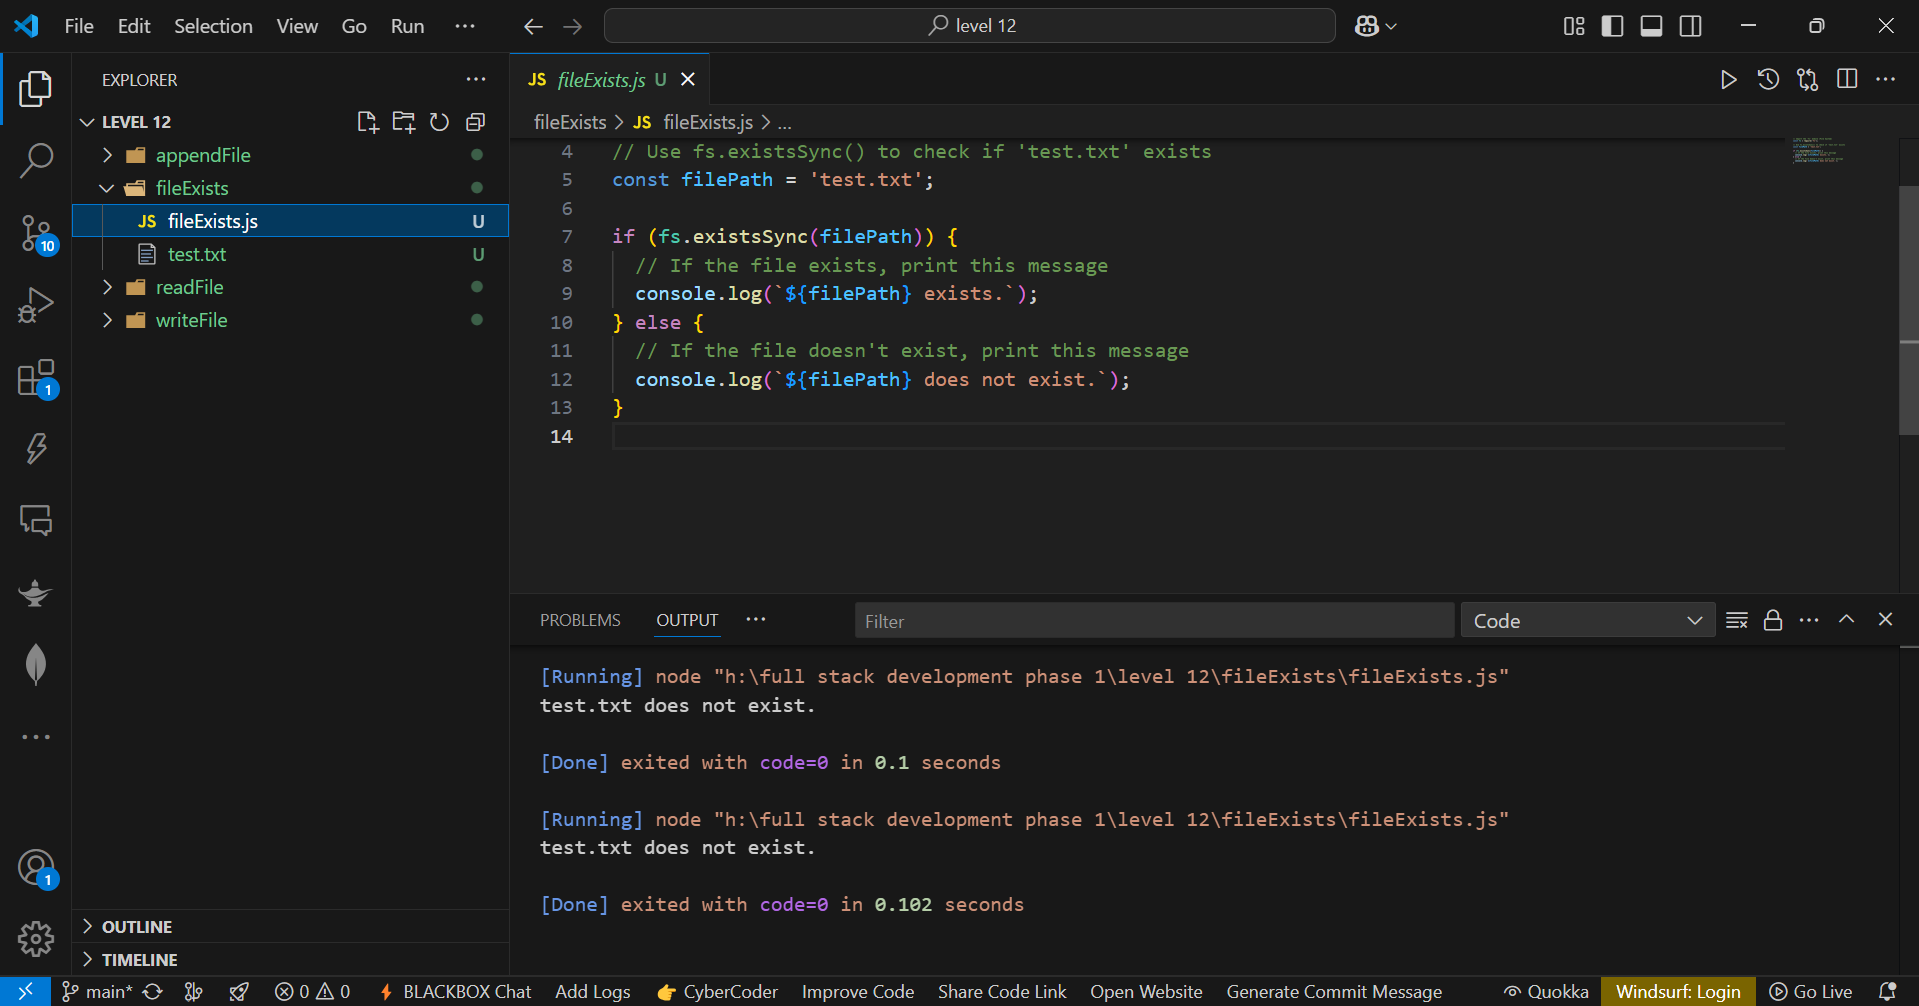 File Edit Selection View Go Run ··· level 12
EXPLORER ···
LEVEL 12
appendFile
fileExists
JS fileExists.js U
test.txt U
readFile
writeFile
OUTLINE
TIMELINE
10
1
1
JS fileExists.js U
fileExists > JS fileExists.js > ...
4 // Use fs.existsSync() to check if 'test.txt' exists
5 const filePath = 'test.txt';
6
7 if (fs.existsSync(filePath)) {
8 // If the file exists, print this message
9 console.log(`${filePath} exists.`);
10 } else {
11 // If the file doesn't exist, print this message
12 console.log(`${filePath} does not exist.`);
13 }
14
PROBLEMS OUTPUT ··· Filter Code
[Running] node "h:\full stack development phase 1\level 12\fileExists\fileExists.js"
test.txt does not exist.
[Done] exited with code=0 in 0.1 seconds
[Running] node "h:\full stack development phase 1\level 12\fileExists\fileExists.js"
test.txt does not exist.
[Done] exited with code=0 in 0.102 seconds
main* 0 0 BLACKBOX Chat Add Logs CyberCoder Improve Code Share Code Link Open Website Generate Commit Message Quokka Windsurf: Login Go Live